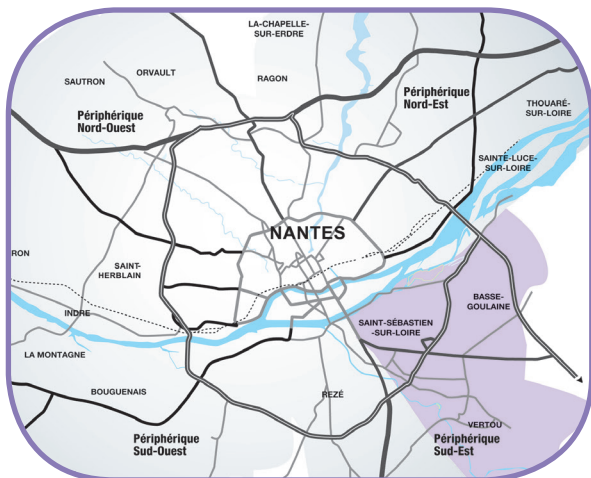 LA-CHAPELLE
-SUR-ERDRE
ORVAULT
SAUTRON
RAGON
Périphérique
Nord-Ouest
Périphérique
Nord-Est
THOUARÉ-
SUR-LOIRE
SAINTE-LUCE-
SUR-LOIRE
NANTES
RON
SAINT-
HERBLAIN
INDRE
BASSE-
GOULAINE
SAINT-SÉBASTIEN
-SUR-LOIRE
LA MONTAGNE
BOUGUENAIS
REZÉ
VERTOU
Périphérique
Sud-Ouest
Périphérique
Sud-Est